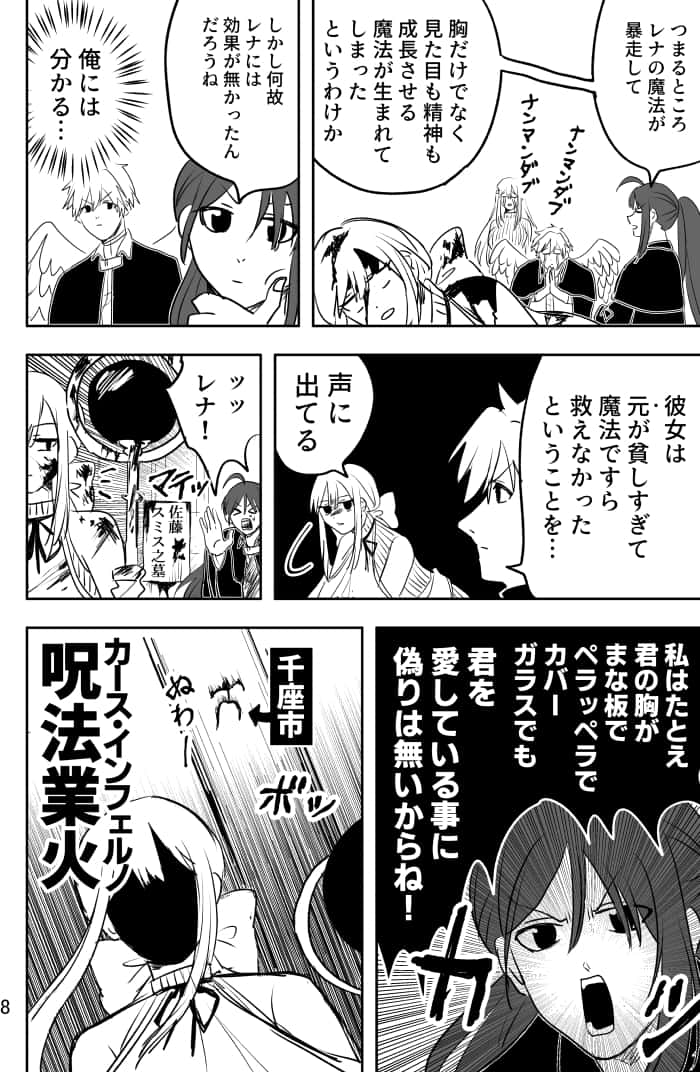 つまるところ
レナの魔法が
暴走して
ナンマンダブ
ナンマンダブ
胸だけでなく
見た目も精神も
成長させる
魔法が生まれて
しまった
というわけか
しかし何故
レナには
効果が無かったん
だろうね
俺には
分かる…
彼女は
元が貧しすぎて
魔法ですら
救えなかった
ということを…
声に
出てる
ッッ
レナ！
マテッ
佐藤
スミス之墓
私はたとえ
君の胸が
まな板で
ペラッペラで
カバー
ガラスでも
君を
愛している事に
偽りは無いからね！
カッ
千座市
ぬわー
ボッ
カース・インフェルノ
呪法業火
8